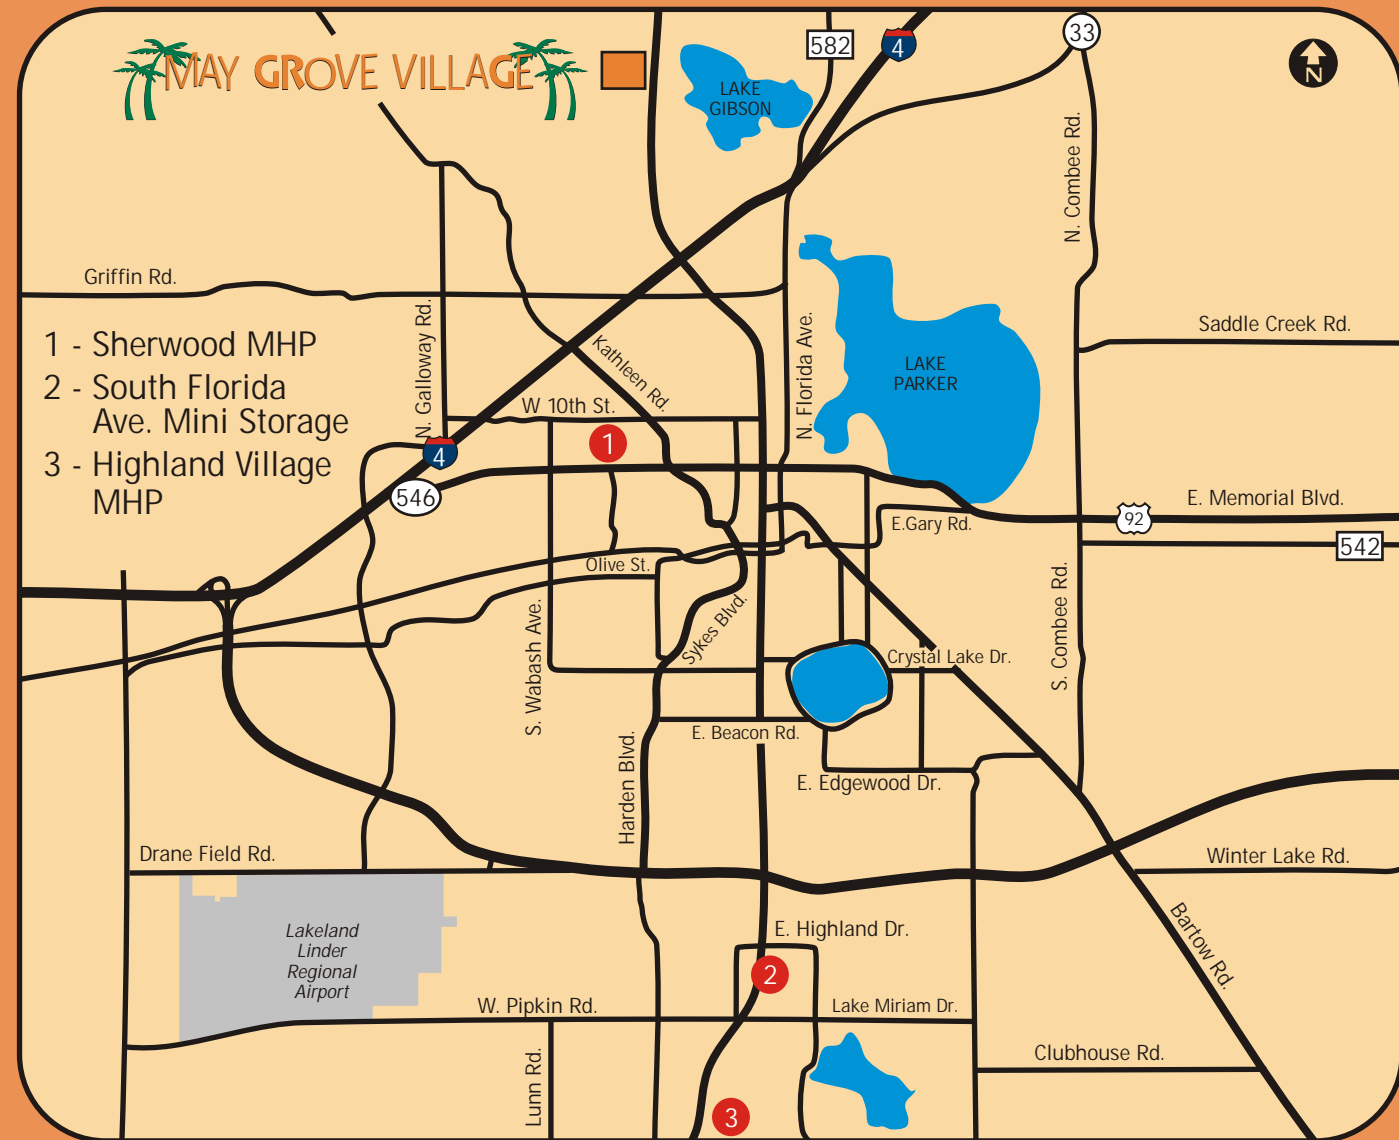 MAY GROVE VILLAGE
582
4
33
N
LAKE
GIBSON
N. Combee Rd.
Griffin Rd.
1 - Sherwood MHP
2 - South Florida
Ave. Mini Storage
3 - Highland Village
MHP
N. Galloway Rd.
Kathleen Rd.
N. Florida Ave.
LAKE
PARKER
Saddle Creek Rd.
W 10th St.
1
4
546
E. Memorial Blvd.
92
E.Gary Rd.
542
Olive St.
S. Wabash Ave.
Sykes Blvd.
Crystal Lake Dr.
S. Combee Rd.
E. Beacon Rd.
Harden Blvd.
E. Edgewood Dr.
Drane Field Rd.
Winter Lake Rd.
Lakeland
Linder
Regional
Airport
E. Highland Dr.
2
Bartow Rd.
W. Pipkin Rd.
Lake Miriam Dr.
Lunn Rd.
Clubhouse Rd.
3